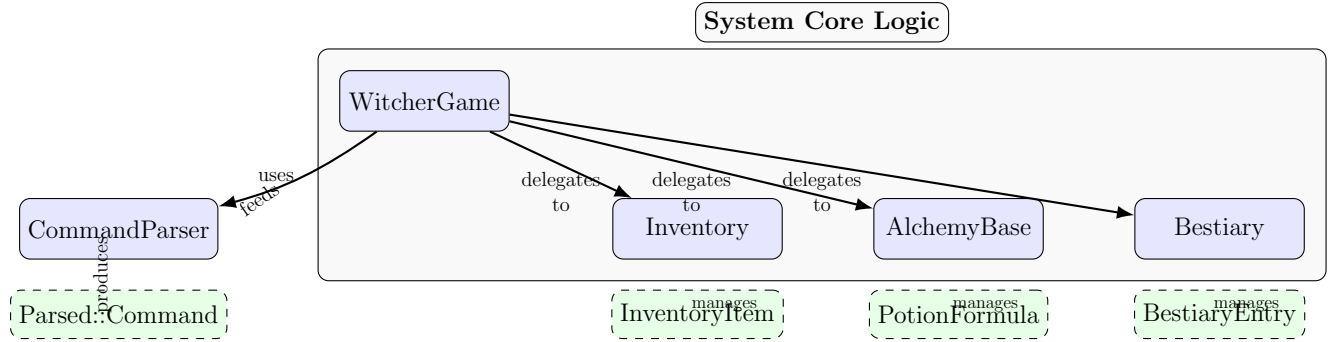 System Core Logic
WitcherGame
uses
feeds
delegates
to
delegates
to
delegates
to
CommandParser
Inventory
AlchemyBase
Bestiary
produces
manages
manages
manages
Parsed::Command
InventoryItem
PotionFormula
BestiaryEntry